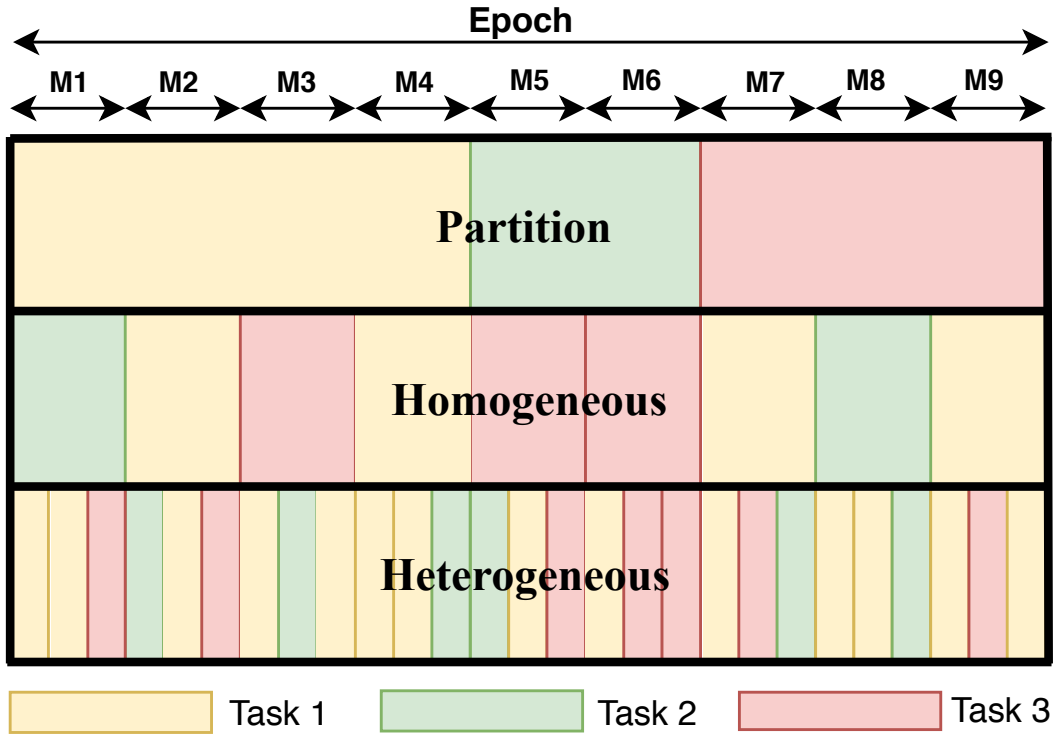 Epoch
M1 M2 M3 M4 M5 M6 M7 M8 M9
Partition
Homogeneous
Heterogeneous
Task 1 Task 2 Task 3